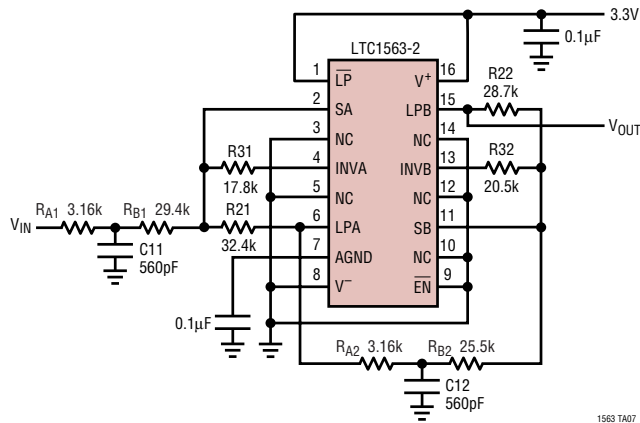 3.3V
0.1µF
LTC1563-2
1 LP V+ 16
R22
28.7k
2 SA LPB 15
VOUT
3 NC NC 14
R31
17.8k
4 INVA INVB 13
R32
20.5k
5 NC NC 12
VIN
RA1 3.16k
RB1 29.4k
R21
32.4k
6 LPA SB 11
C11
560pF
7 AGND NC 10
8 V− EN 9
0.1µF
RA2 3.16k
RB2 25.5k
C12
560pF
1563 TA07